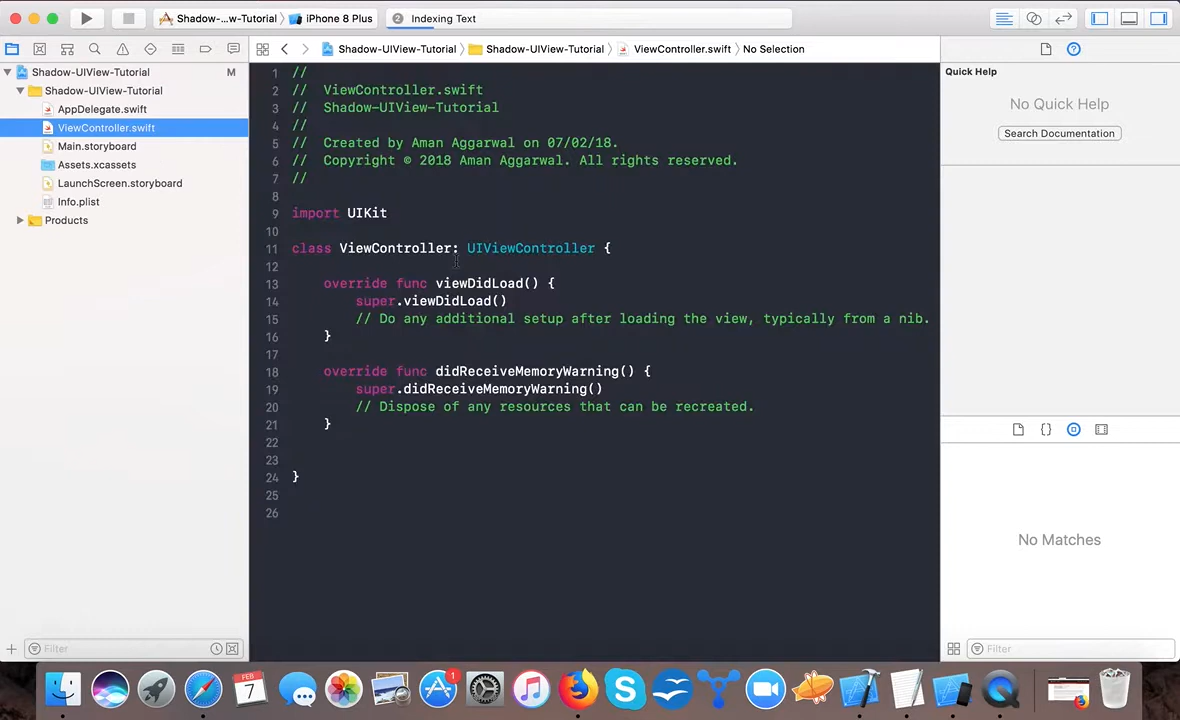 Shadow-...w-Tutorial
iPhone 8 Plus
2
Indexing Text
Shadow-UIView-Tutorial
Shadow-UIView-Tutorial
ViewController.swift
No Selection
Shadow-UIView-Tutorial
M
Shadow-UIView-Tutorial
AppDelegate.swift
ViewController.swift
Main.storyboard
Assets.xcassets
LaunchScreen.storyboard
Info.plist
Products
1 //
2 // ViewController.swift
3 // Shadow-UIView-Tutorial
4 //
5 // Created by Aman Aggarwal on 07/02/18.
6 // Copyright © 2018 Aman Aggarwal. All rights reserved.
7 //
8
9 import UIKit
10
11 class ViewController: UIViewController {
12
13 override func viewDidLoad() {
14 super.viewDidLoad()
15 // Do any additional setup after loading the view, typically from a nib.
16 }
17
18 override func didReceiveMemoryWarning() {
19 super.didReceiveMemoryWarning()
20 // Dispose of any resources that can be recreated.
21 }
22
23
24 }
25
26
Quick Help
No Quick Help
Search Documentation
No Matches
Filter
Filter
FEB
7
1